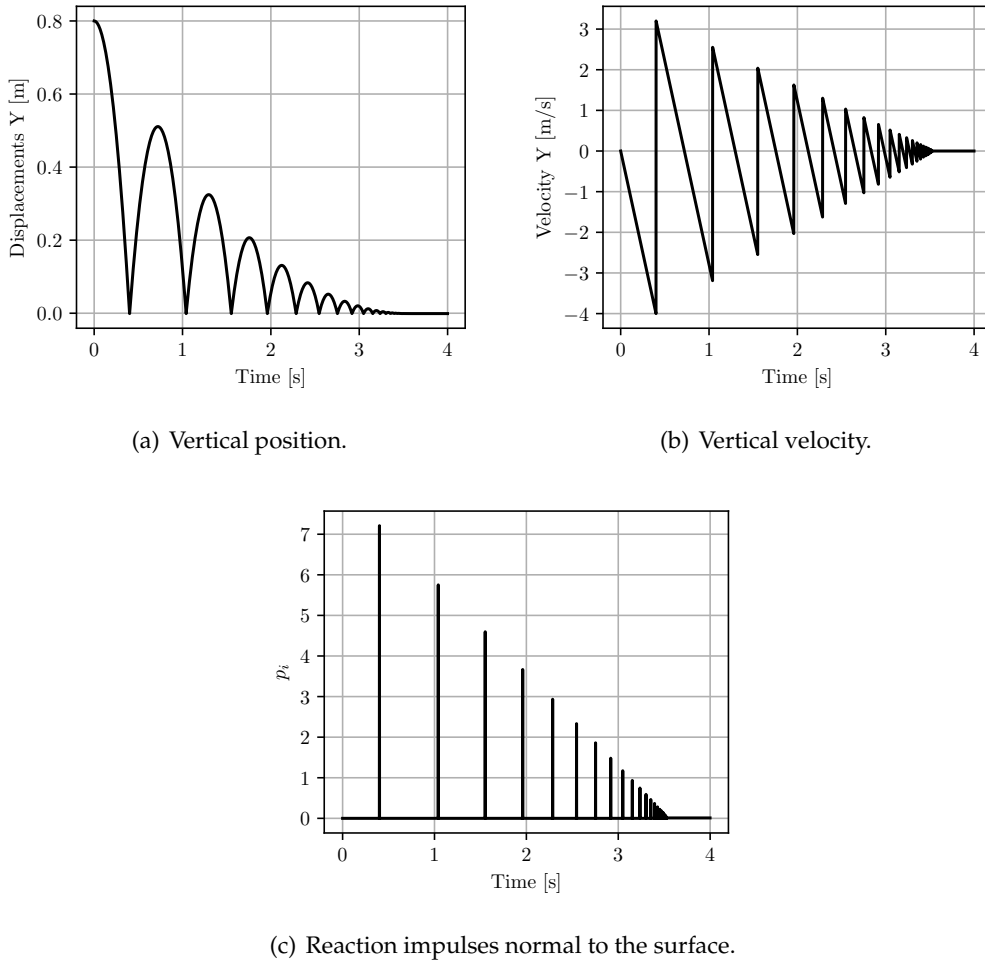 0.8
0.6
0.4
0.2
0.0
Displacements Y [m]
0 1 2 3 4
Time [s]
(a) Vertical position.
3
2
1
0
−1
−2
−3
−4
Velocity Y [m/s]
0 1 2 3 4
Time [s]
(b) Vertical velocity.
7
6
5
4
3
2
1
0
p_i
0 1 2 3 4
Time [s]
(c) Reaction impulses normal to the surface.